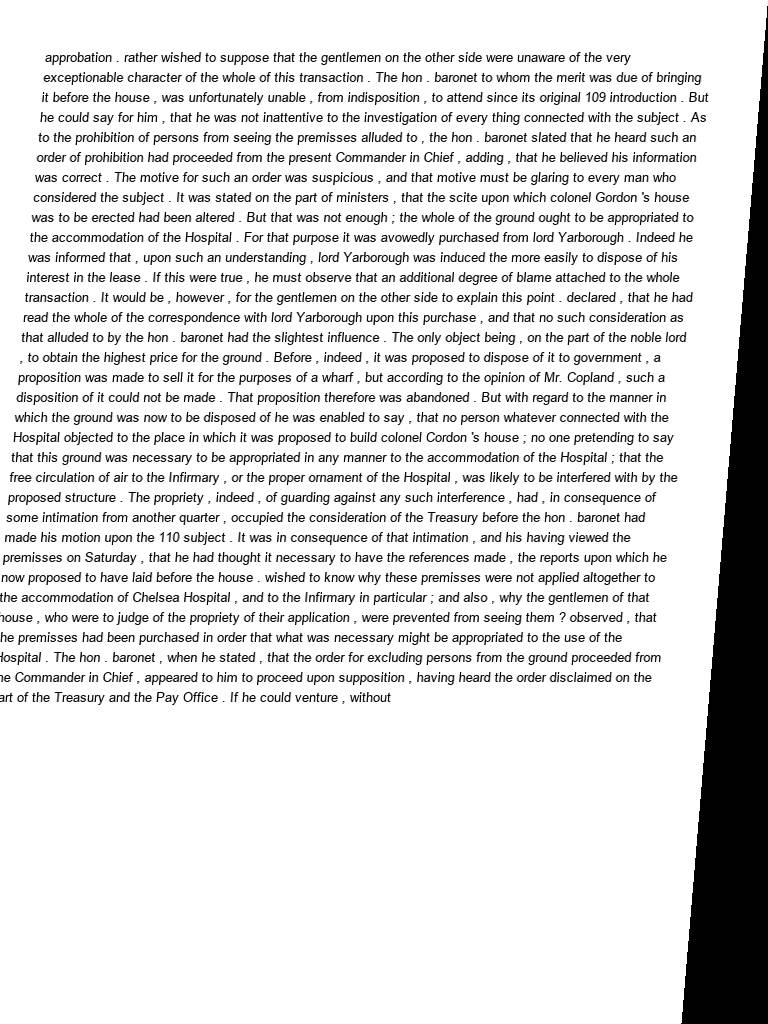 approbation . rather wished to suppose that the gentlemen on the other side were unaware of the very
exceptionable character of the whole of this transaction . The hon . baronet to whom the merit was due of bringing
it before the house , was unfortunately unable , from indisposition , to attend since its original 109 introduction . But
he could say for him , that he was not inattentive to the investigation of every thing connected with the subject . As
to the prohibition of persons from seeing the premisses alluded to , the hon . baronet slated that he heard such an
order of prohibition had proceeded from the present Commander in Chief , adding , that he believed his information
was correct . The motive for such an order was suspicious , and that motive must be glaring to every man who
considered the subject . It was stated on the part of ministers , that the scite upon which colonel Gordon 's house
was to be erected had been altered . But that was not enough ; the whole of the ground ought to be appropriated to
the accommodation of the Hospital . For that purpose it was avowedly purchased from lord Yarborough . Indeed he
was informed that , upon such an understanding , lord Yarborough was induced the more easily to dispose of his
interest in the lease . If this were true , he must observe that an additional degree of blame attached to the whole
transaction . It would be , however , for the gentlemen on the other side to explain this point . declared , that he had
read the whole of the correspondence with lord Yarborough upon this purchase , and that no such consideration as
that alluded to by the hon . baronet had the slightest influence . The only object being , on the part of the noble lord
, to obtain the highest price for the ground . Before , indeed , it was proposed to dispose of it to government , a
proposition was made to sell it for the purposes of a wharf , but according to the opinion of Mr. Copland , such a
disposition of it could not be made . That proposition therefore was abandoned . But with regard to the manner in
which the ground was now to be disposed of he was enabled to say , that no person whatever connected with the
Hospital objected to the place in which it was proposed to build colonel Cordon 's house ; no one pretending to say
that this ground was necessary to be appropriated in any manner to the accommodation of the Hospital ; that the
free circulation of air to the Infirmary , or the proper ornament of the Hospital , was likely to be interfered with by the
proposed structure . The propriety , indeed , of guarding against any such interference , had , in consequence of
some intimation from another quarter , occupied the consideration of the Treasury before the hon . baronet had
made his motion upon the 110 subject . It was in consequence of that intimation , and his having viewed the
premisses on Saturday , that he had thought it necessary to have the references made , the reports upon which he
now proposed to have laid before the house . wished to know why these premisses were not applied altogether to
the accommodation of Chelsea Hospital , and to the Infirmary in particular ; and also , why the gentlemen of that
house , who were to judge of the propriety of their application , were prevented from seeing them ? observed , that
he premisses had been purchased in order that what was necessary might be appropriated to the use of the
Hospital . The hon . baronet , when he stated , that the order for excluding persons from the ground proceeded from
he Commander in Chief , appeared to him to proceed upon supposition , having heard the order disclaimed on the
art of the Treasury and the Pay Office . If he could venture , without